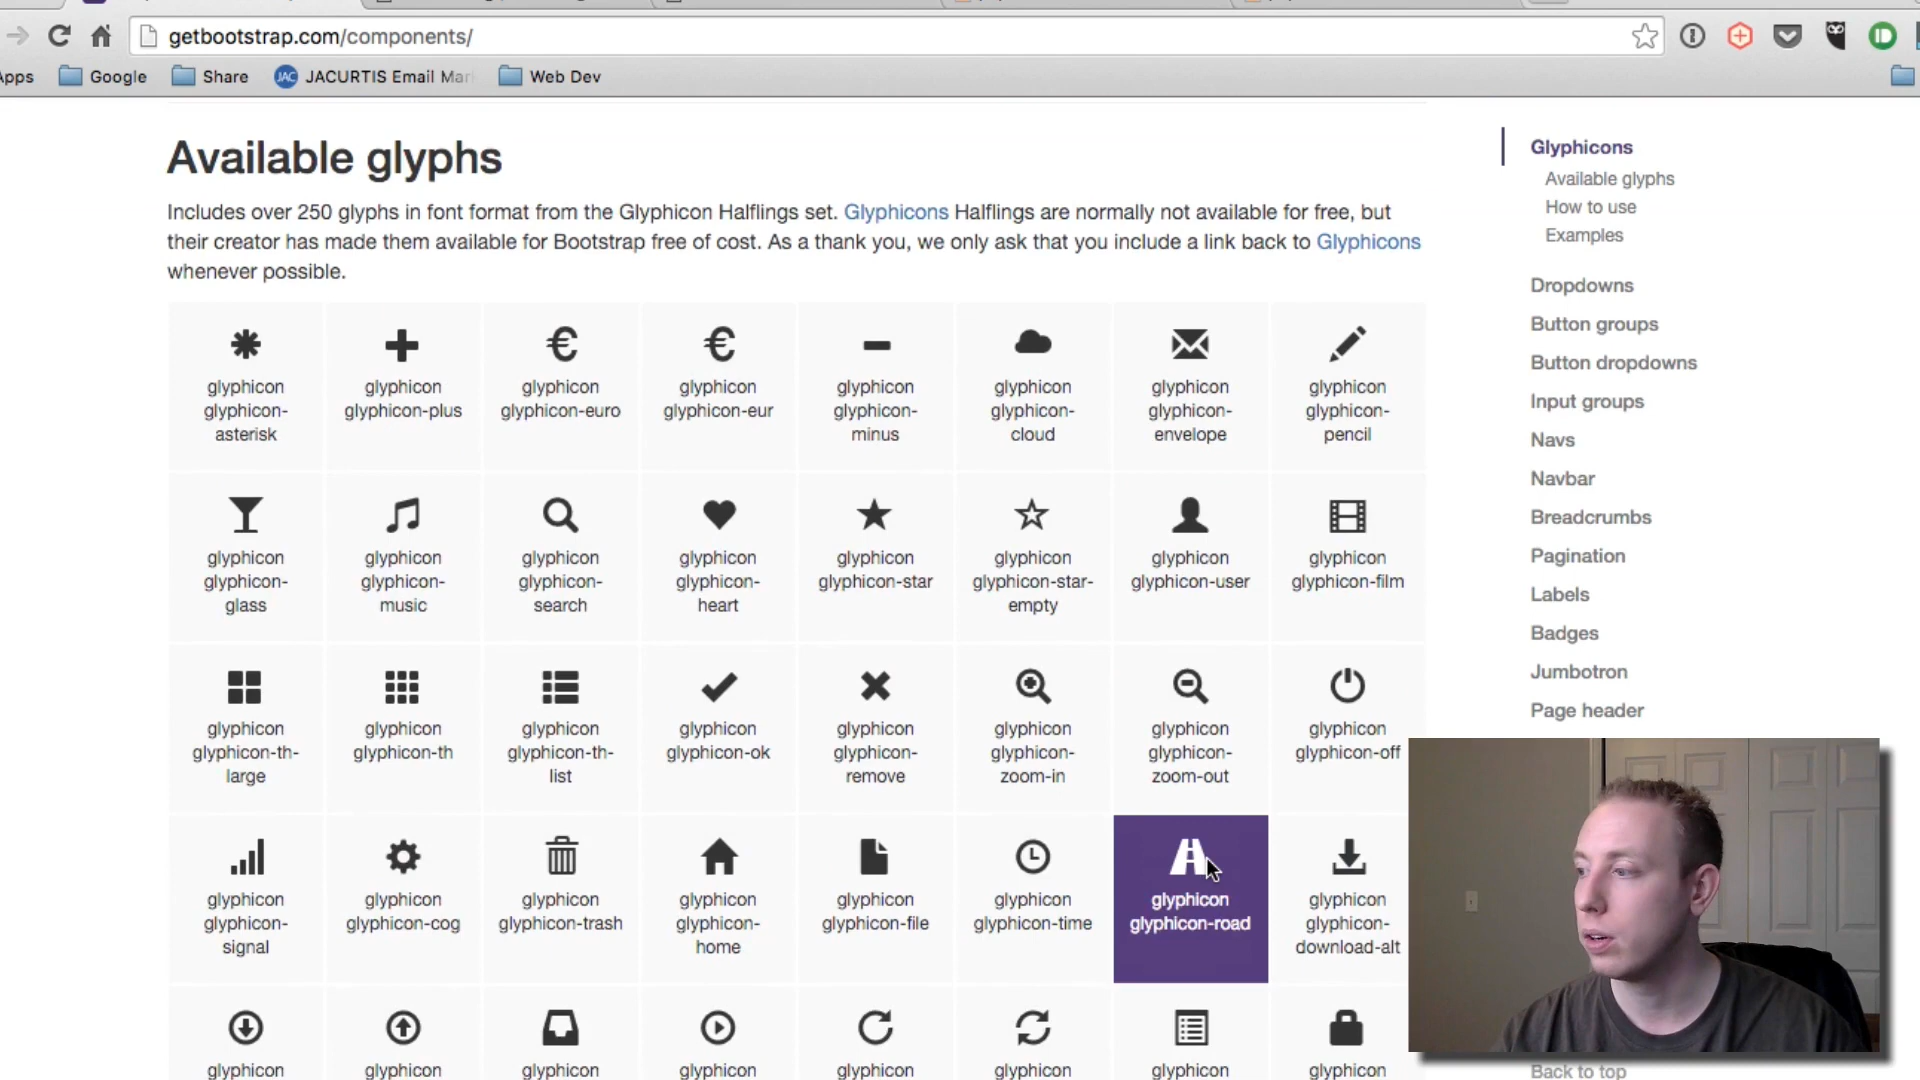 getbootstrap.com/components/
Apps Google Share JAC JACURTIS Email Mar Web Dev
Available glyphs
Includes over 250 glyphs in font format from the Glyphicon Halflings set. Glyphicons Halflings are normally not available for free, but
their creator has made them available for Bootstrap free of cost. As a thank you, we only ask that you include a link back to Glyphicons
whenever possible.
glyphicon
glyphicon-
asterisk
glyphicon
glyphicon-plus
glyphicon
glyphicon-euro
glyphicon
glyphicon-eur
glyphicon
glyphicon-
minus
glyphicon
glyphicon-
cloud
glyphicon
glyphicon-
envelope
glyphicon
glyphicon-
pencil
glyphicon
glyphicon-
glass
glyphicon
glyphicon-
music
glyphicon
glyphicon-
search
glyphicon
glyphicon-
heart
glyphicon
glyphicon-star
glyphicon
glyphicon-star-
empty
glyphicon
glyphicon-user
glyphicon
glyphicon-film
glyphicon
glyphicon-th-
large
glyphicon
glyphicon-th
glyphicon
glyphicon-th-
list
glyphicon
glyphicon-ok
glyphicon
glyphicon-
remove
glyphicon
glyphicon-
zoom-in
glyphicon
glyphicon-
zoom-out
glyphicon
glyphicon-off
glyphicon
glyphicon-
signal
glyphicon
glyphicon-cog
glyphicon
glyphicon-trash
glyphicon
glyphicon-
home
glyphicon
glyphicon-file
glyphicon
glyphicon-time
glyphicon
glyphicon-road
glyphicon
glyphicon-
download-alt
glyphicon
glyphicon
glyphicon
glyphicon
glyphicon
glyphicon
glyphicon
glyphicon
Glyphicons
Available glyphs
How to use
Examples
Dropdowns
Button groups
Button dropdowns
Input groups
Navs
Navbar
Breadcrumbs
Pagination
Labels
Badges
Jumbotron
Page header
Back to top